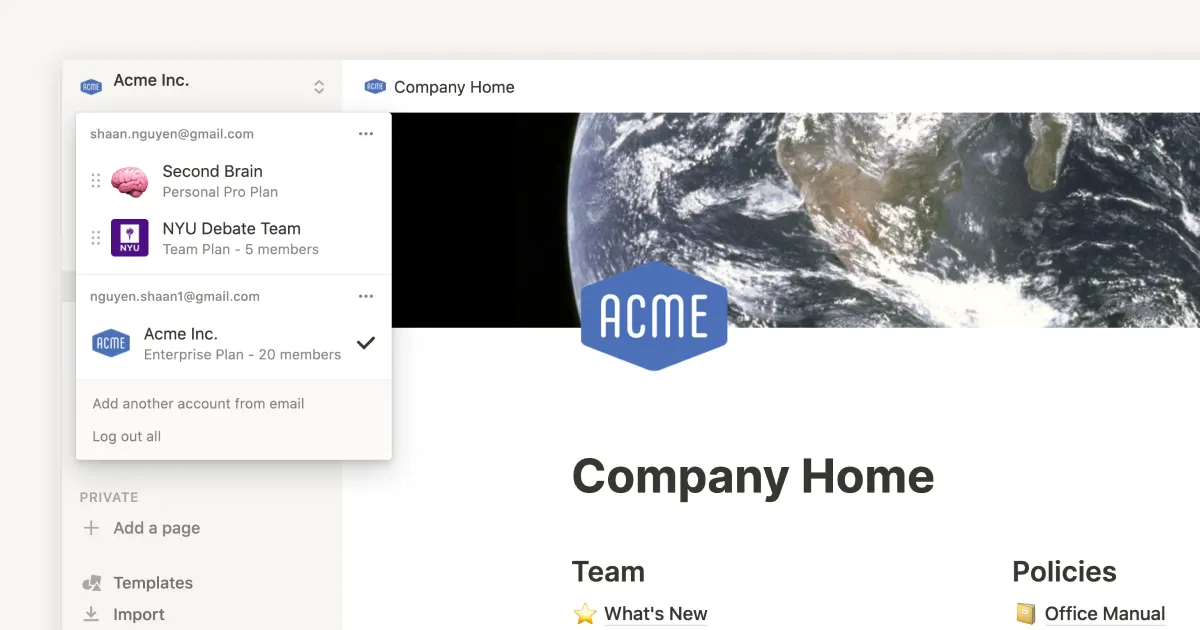 ACME
Acme Inc.
ACME
Company Home
shaan.nguyen@gmail.com
Second Brain
Personal Pro Plan
NYU
NYU Debate Team
Team Plan - 5 members
nguyen.shaan1@gmail.com
ACME
Acme Inc.
Enterprise Plan - 20 members
Add another account from email
Log out all
PRIVATE
Add a page
Templates
Import
ACME
Company Home
Team
What's New
Policies
Office Manual